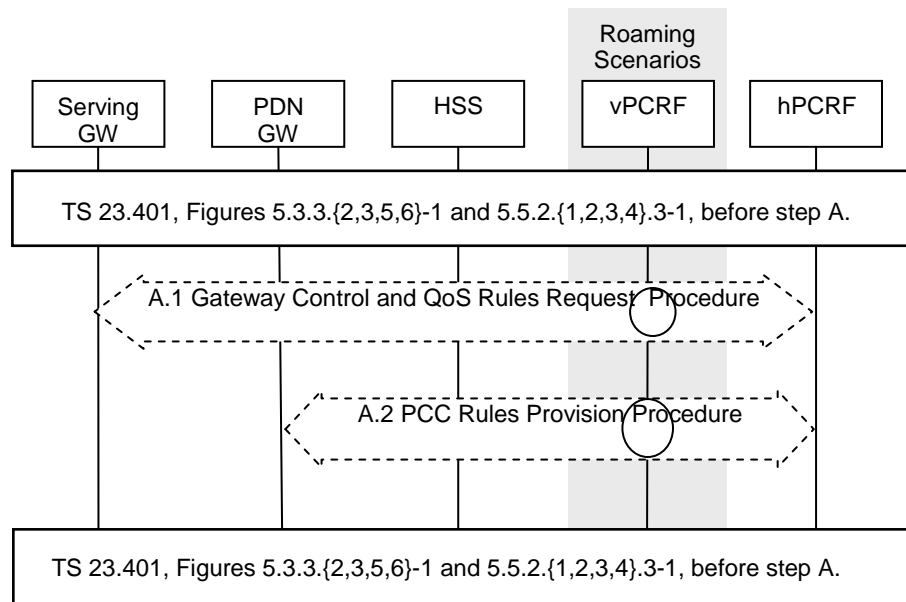 Roaming
Scenarios
Serving
GW
PDN
GW
HSS
vPCRF
hPCRF
TS 23.401, Figures 5.3.3.{2,3,5,6}-1 and 5.5.2.{1,2,3,4}.3-1, before step A.
A.1 Gateway Control and QoS Rules Request Procedure
A.2 PCC Rules Provision Procedure
TS 23.401, Figures 5.3.3.{2,3,5,6}-1 and 5.5.2.{1,2,3,4}.3-1, before step A.